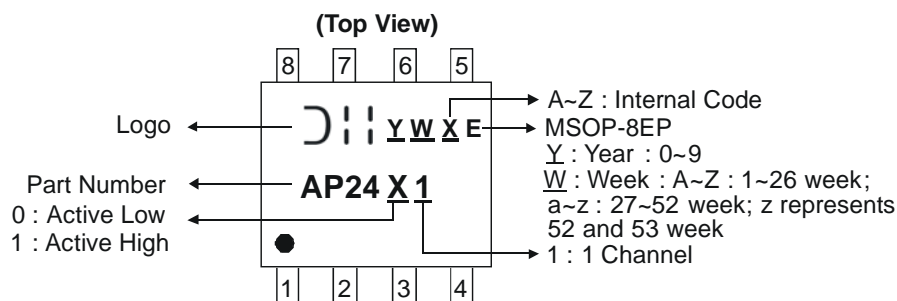 (Top View)
8 7 6 5
Logo
Y W X E
A~Z : Internal Code
MSOP-8EP
Y : Year : 0~9
W : Week : A~Z : 1~26 week;
a~z : 27~52 week; z represents
52 and 53 week
Part Number
AP24 X 1
0 : Active Low
1 : Active High
1 : 1 Channel
1 2 3 4